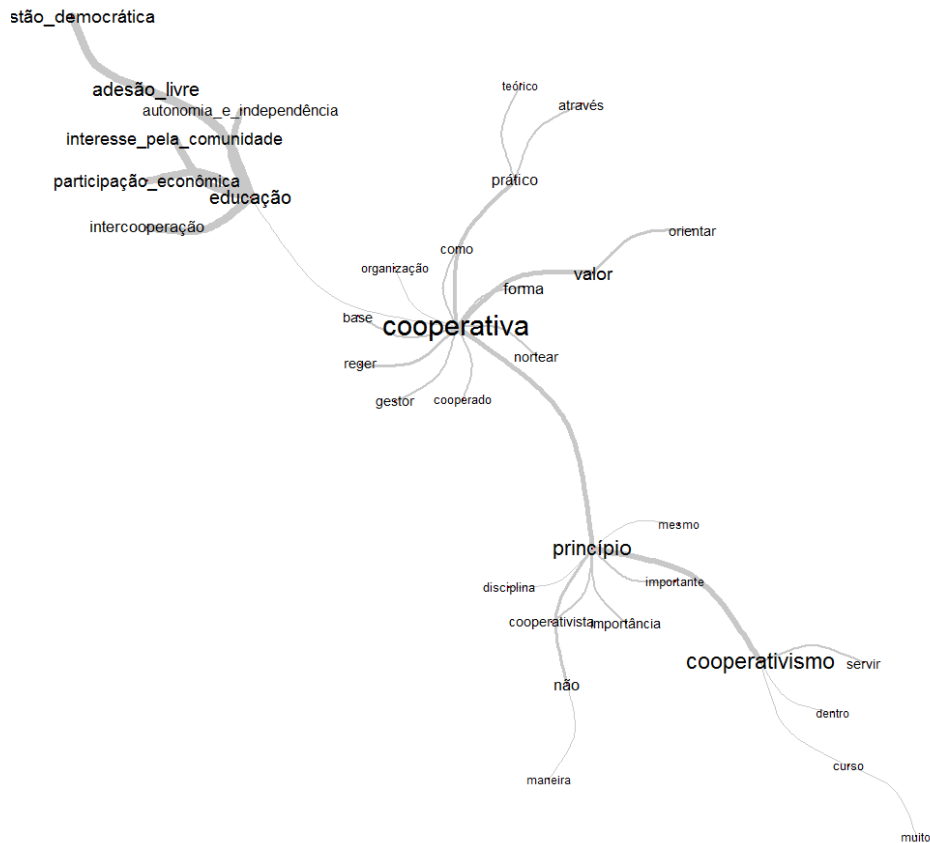 stão_democrática
adesão_livre
autonomia_e_independência
interesse_pela_comunidade
participação_econômica
educação
intercooperação
teórico
através
prático
orientar
como
organização
valor
forma
base
cooperativa
nortear
reger
gestor
cooperado
mesmo
princípio
importante
disciplina
cooperativista
importância
cooperativismo
servir
não
dentro
curso
maneira
muito